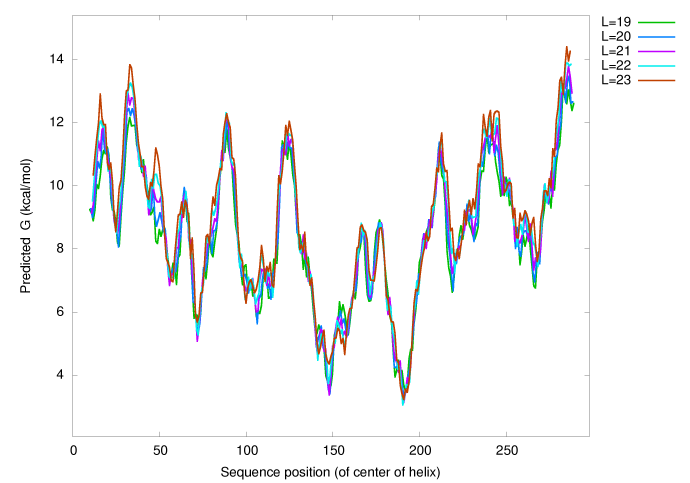 L=19
L=20
L=21
L=22
L=23
14
12
10
8
6
4
Predicted G (kcal/mol)
0 50 100 150 200 250
Sequence position (of center of helix)